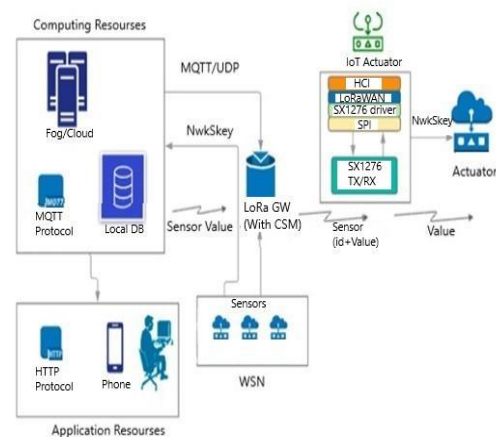 Computing Resourses
Fog/Cloud
MQTT
Protocol
Local DB
MQTT/UDP
NwkSkey
Sensor Value
LoRa GW
(With CSM)
IoT Actuator
HCI
LoRaWAN
SX1276 driver
SPI
SX1276
TX/RX
NwkSkey
Actuator
Sensor
(id+Value)
Value
HTTP
HTTP
Protocol
Phone
Application Resourses
Sensors
WSN